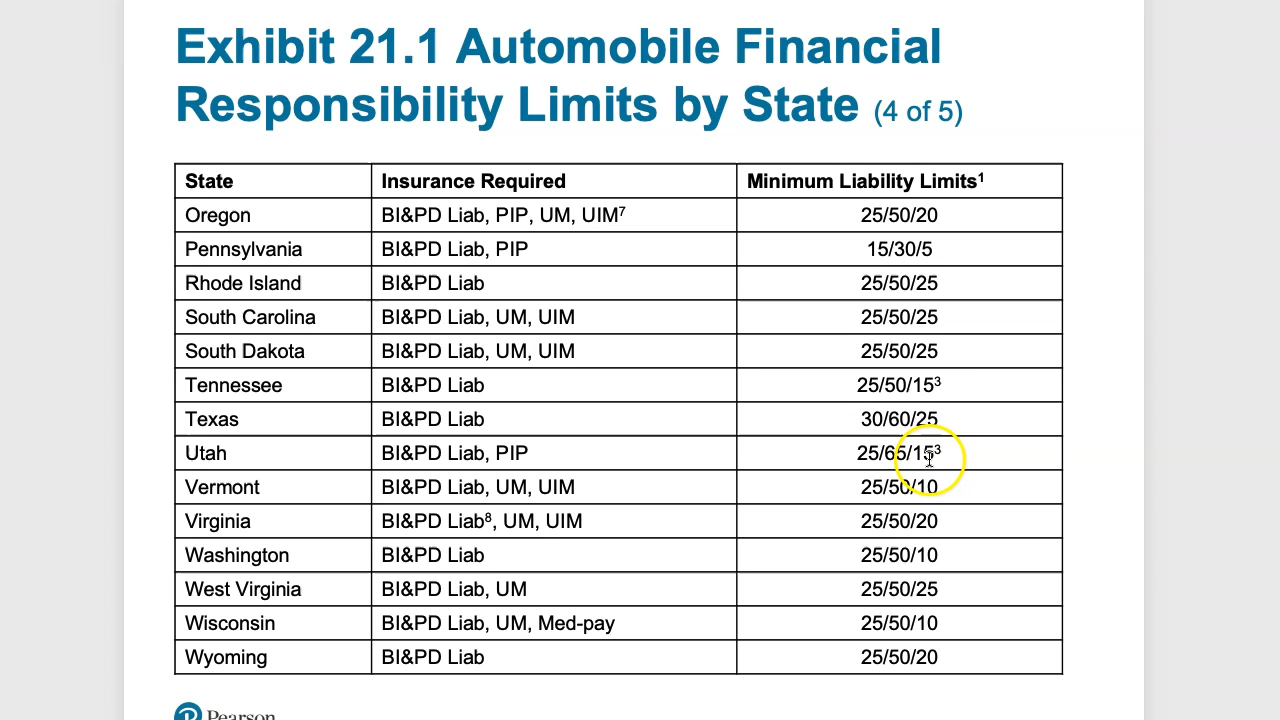 Exhibit 21.1 Automobile Financial
Responsibility Limits by State (4 of 5)
State Insurance Required Minimum Liability Limits¹
Oregon BI&PD Liab, PIP, UM, UIM⁷ 25/50/20
Pennsylvania BI&PD Liab, PIP 15/30/5
Rhode Island BI&PD Liab 25/50/25
South Carolina BI&PD Liab, UM, UIM 25/50/25
South Dakota BI&PD Liab, UM, UIM 25/50/25
Tennessee BI&PD Liab 25/50/15³
Texas BI&PD Liab 30/60/25
Utah BI&PD Liab, PIP 25/65/15³
Vermont BI&PD Liab, UM, UIM 25/50/10
Virginia BI&PD Liab⁸, UM, UIM 25/50/20
Washington BI&PD Liab 25/50/10
West Virginia BI&PD Liab, UM 25/50/25
Wisconsin BI&PD Liab, UM, Med-pay 25/50/10
Wyoming BI&PD Liab 25/50/20
Pearson